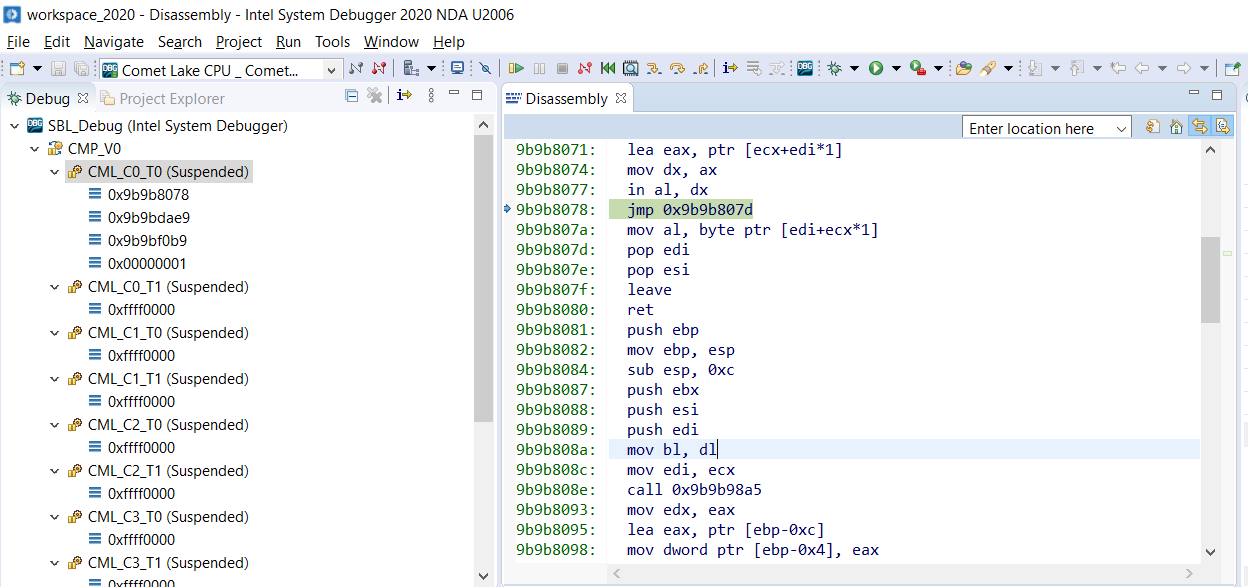 workspace_2020 - Disassembly - Intel System Debugger 2020 NDA U2006
File Edit Navigate Search Project Run Tools Window Help
DBG Comet Lake CPU _ Comet... DBG
Debug Project Explorer
DBG SBL_Debug (Intel System Debugger)
CMP_V0
CML_C0_T0 (Suspended)
0x9b9b8078
0x9b9bdae9
0x9b9bf0b9
0x00000001
CML_C0_T1 (Suspended)
0xffff0000
CML_C1_T0 (Suspended)
0xffff0000
CML_C1_T1 (Suspended)
0xffff0000
CML_C2_T0 (Suspended)
0xffff0000
CML_C2_T1 (Suspended)
0xffff0000
CML_C3_T0 (Suspended)
0xffff0000
CML_C3_T1 (Suspended)
0xffff0000
Disassembly
Enter location here
9b9b8071: lea eax, ptr [ecx+edi*1]
9b9b8074: mov dx, ax
9b9b8077: in al, dx
9b9b8078: jmp 0x9b9b807d
9b9b807a: mov al, byte ptr [edi+ecx*1]
9b9b807d: pop edi
9b9b807e: pop esi
9b9b807f: leave
9b9b8080: ret
9b9b8081: push ebp
9b9b8082: mov ebp, esp
9b9b8084: sub esp, 0xc
9b9b8087: push ebx
9b9b8088: push esi
9b9b8089: push edi
9b9b808a: mov bl, dl
9b9b808c: mov edi, ecx
9b9b808e: call 0x9b9b98a5
9b9b8093: mov edx, eax
9b9b8095: lea eax, ptr [ebp-0xc]
9b9b8098: mov dword ptr [ebp-0x4], eax